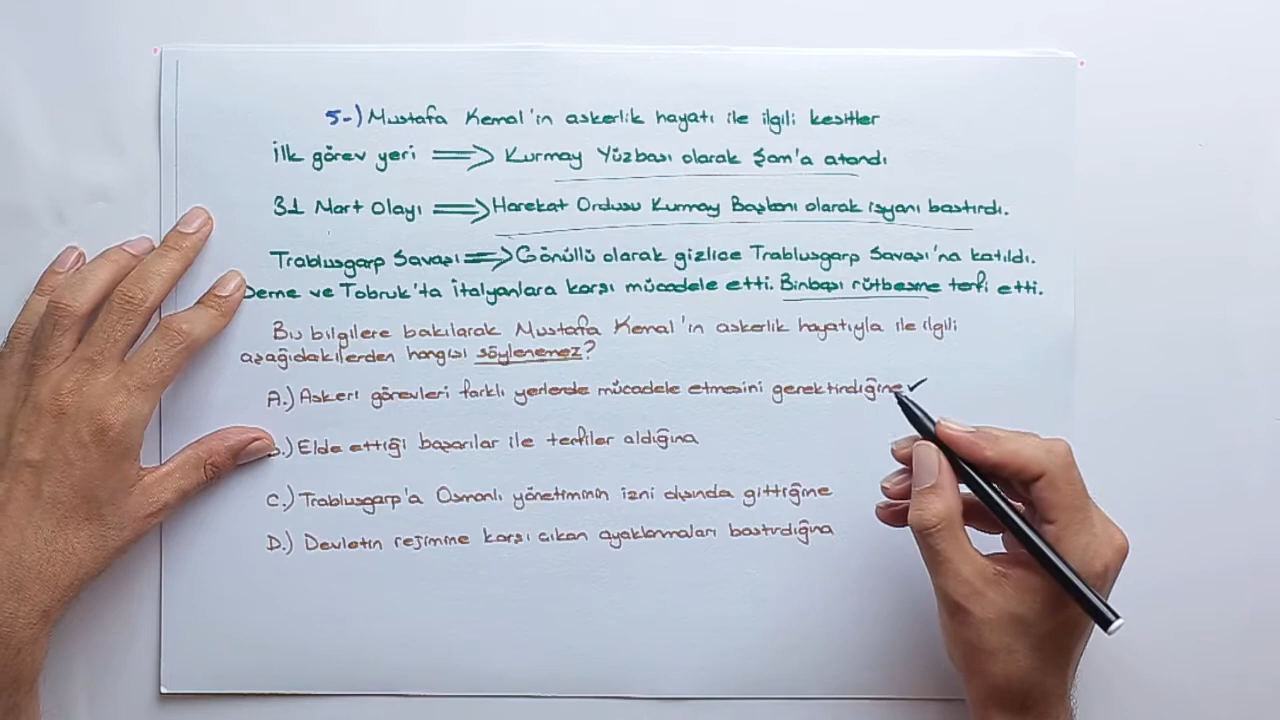 5-) Mustafa Kemal'in askerlik hayatı ile ilgili kesitler
İlk görev yeri => Kurmay Yüzbaşı olarak Şam'a atandı
31 Mart Olayı => Harekat Ordusu Kurmay Başkanı olarak isyanı bastırdı.
Trablusgarp Savaşı => Gönüllü olarak gizlice Trablusgarp Savaşı'na katıldı.
Derne ve Tobruk'ta İtalyanlara karşı mücadele etti. Binbaşı rütbesine terfi etti.
Bu bilgilere bakılarak Mustafa Kemal'in askerlik hayatıyla ile ilgili
aşağıdakilerden hangisi söylenemez?
A.) Askeri görevleri farklı yerlerde mücadele etmesini gerektirdiğine ✓
B.) Elde ettiği başarılar ile terfiler aldığına
C.) Trablusgarp'a Osmanlı yönetiminin izni dışında gittiğine
D.) Devletin rejimine karşı çıkan ayaklanmaları bastırdığına